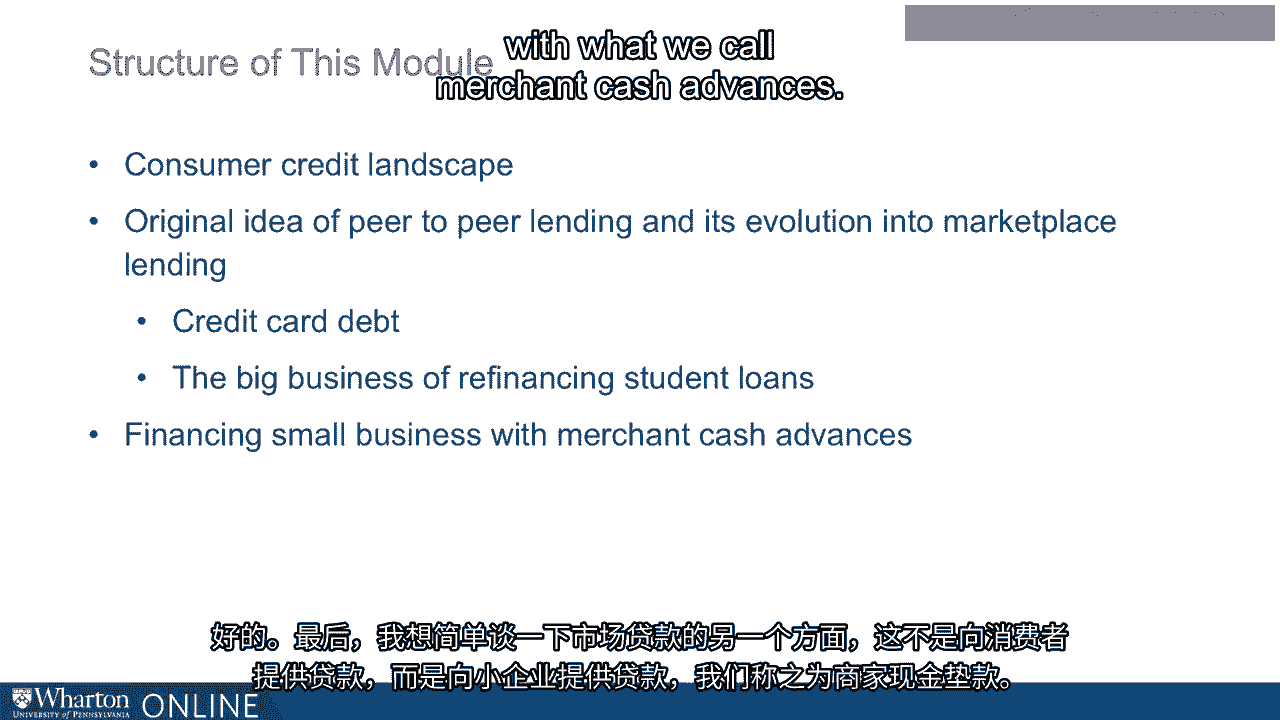 with what we call
Structure of This Module
merchant cash advances.
• Consumer credit landscape
• Original idea of peer to peer lending and its evolution into marketplace
lending
• Credit card debt
• The big business of refinancing student loans
• Financing small business with merchant cash advances
好的。最后，我想简单谈一下市场贷款的另一个方面，这不是向消费者
提供贷款，而是向小企业提供贷款，我们称之为商家现金垫款。
Wharton ONLINE
UNIVERSITY OF PENNSYLVANIA